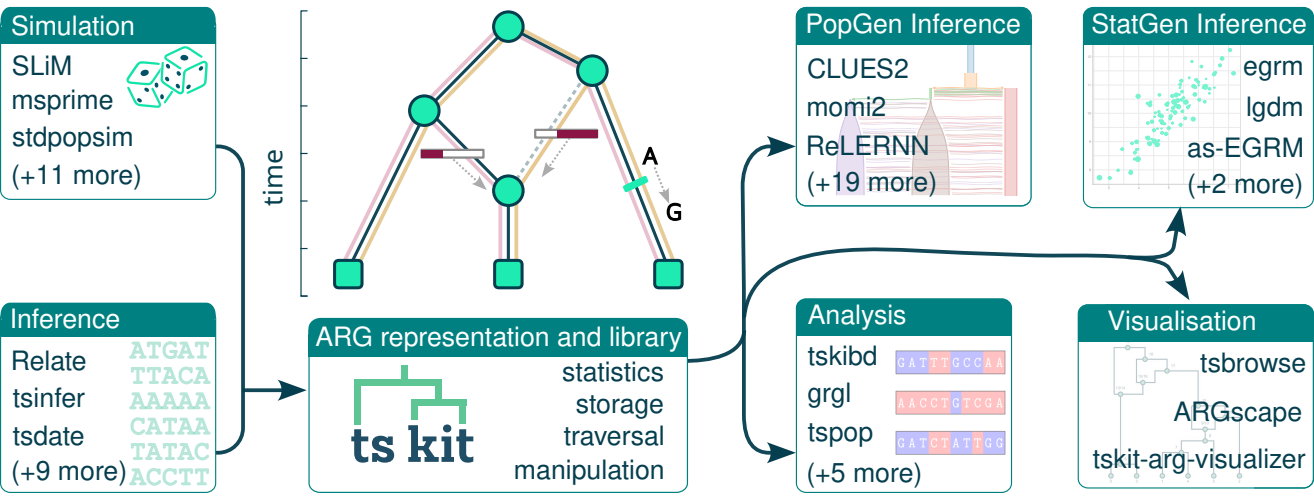 Simulation
SLiM
msprime
stdpopsim
(+11 more)
time
A
G
PopGen Inference
CLUES2
momi2
ReLERNN
(+19 more)
StatGen Inference
egrm
lgdm
as-EGRM
(+2 more)
Inference
Relate
tsinfer
tsdate
(+9 more)
ATGAT
TTACA
AAAAA
CATAA
TATAC
ACCTT
ARG representation and library
ts kit
statistics
storage
traversal
manipulation
Analysis
tskibd
grgl
tspop
(+5 more)
GATTTGCCAA
AACCTGTCGA
GATCTATTGG
Visualisation
tsbrowse
ARGscape
tskit-arg-visualizer